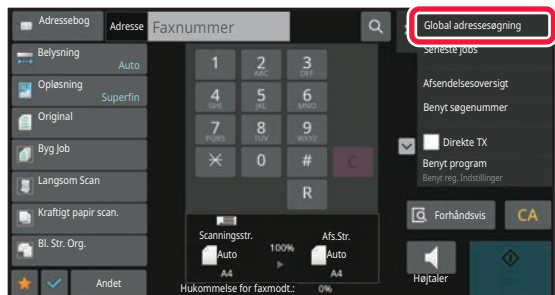 Adressebog
Adresse
Faxnummer
Global adressesøgning
Seneste jobs
Belysning
Auto
Opløsning
Superfin
Original
Byg Job
Langsom Scan
Kraftigt papir scan.
Bl. Str. Org.
Andet
1
2
ABC
3
DEF
4
GHI
5
JKL
6
MNO
7
PQRS
8
TUV
9
WXYZ
0
#
C
R
Scanningsstr.
Auto
A4
100%
Afs.Str.
Auto
A4
Hukommelse for faxmodt.: 0%
Afsendelsesoversigt
Benyt søgenummer
Direkte TX
Benyt program
Benyt reg. Indstillinger
Forhåndsvis
CA
Højtaler
Start